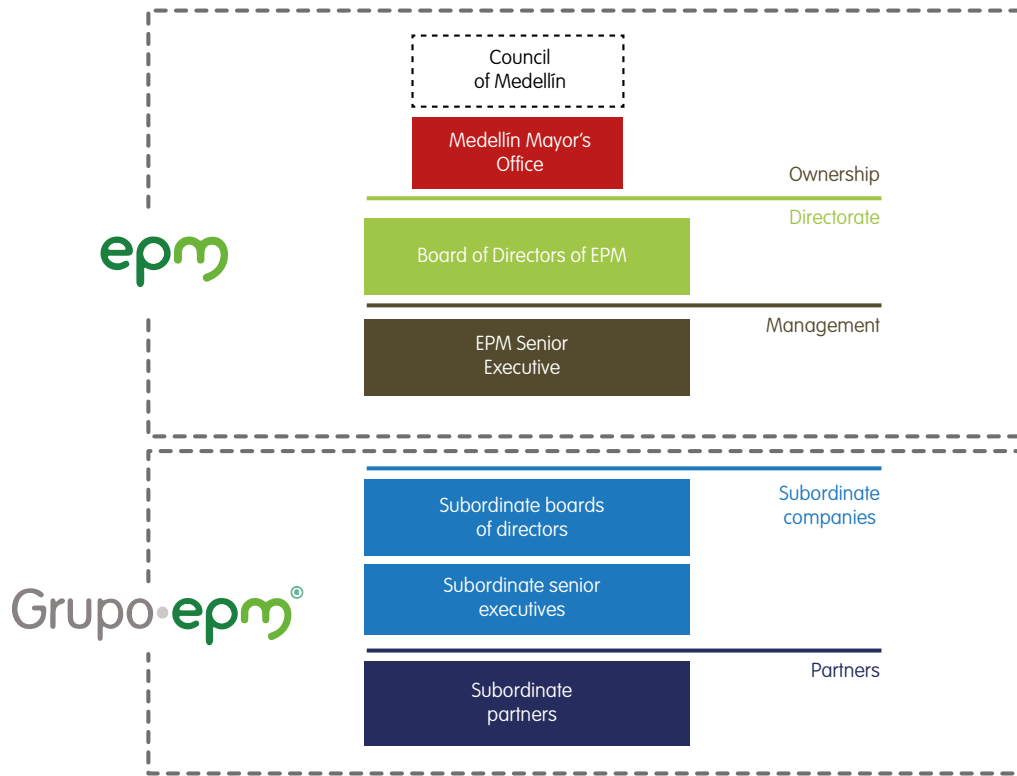 Council
of Medellín
Medellín Mayor's
Office
Ownership
Directorate
epm
Board of Directors of EPM
Management
EPM Senior
Executive
Subordinate
companies
Subordinate boards
of directors
Subordinate senior
executives
Grupo·epm®
Partners
Subordinate
partners